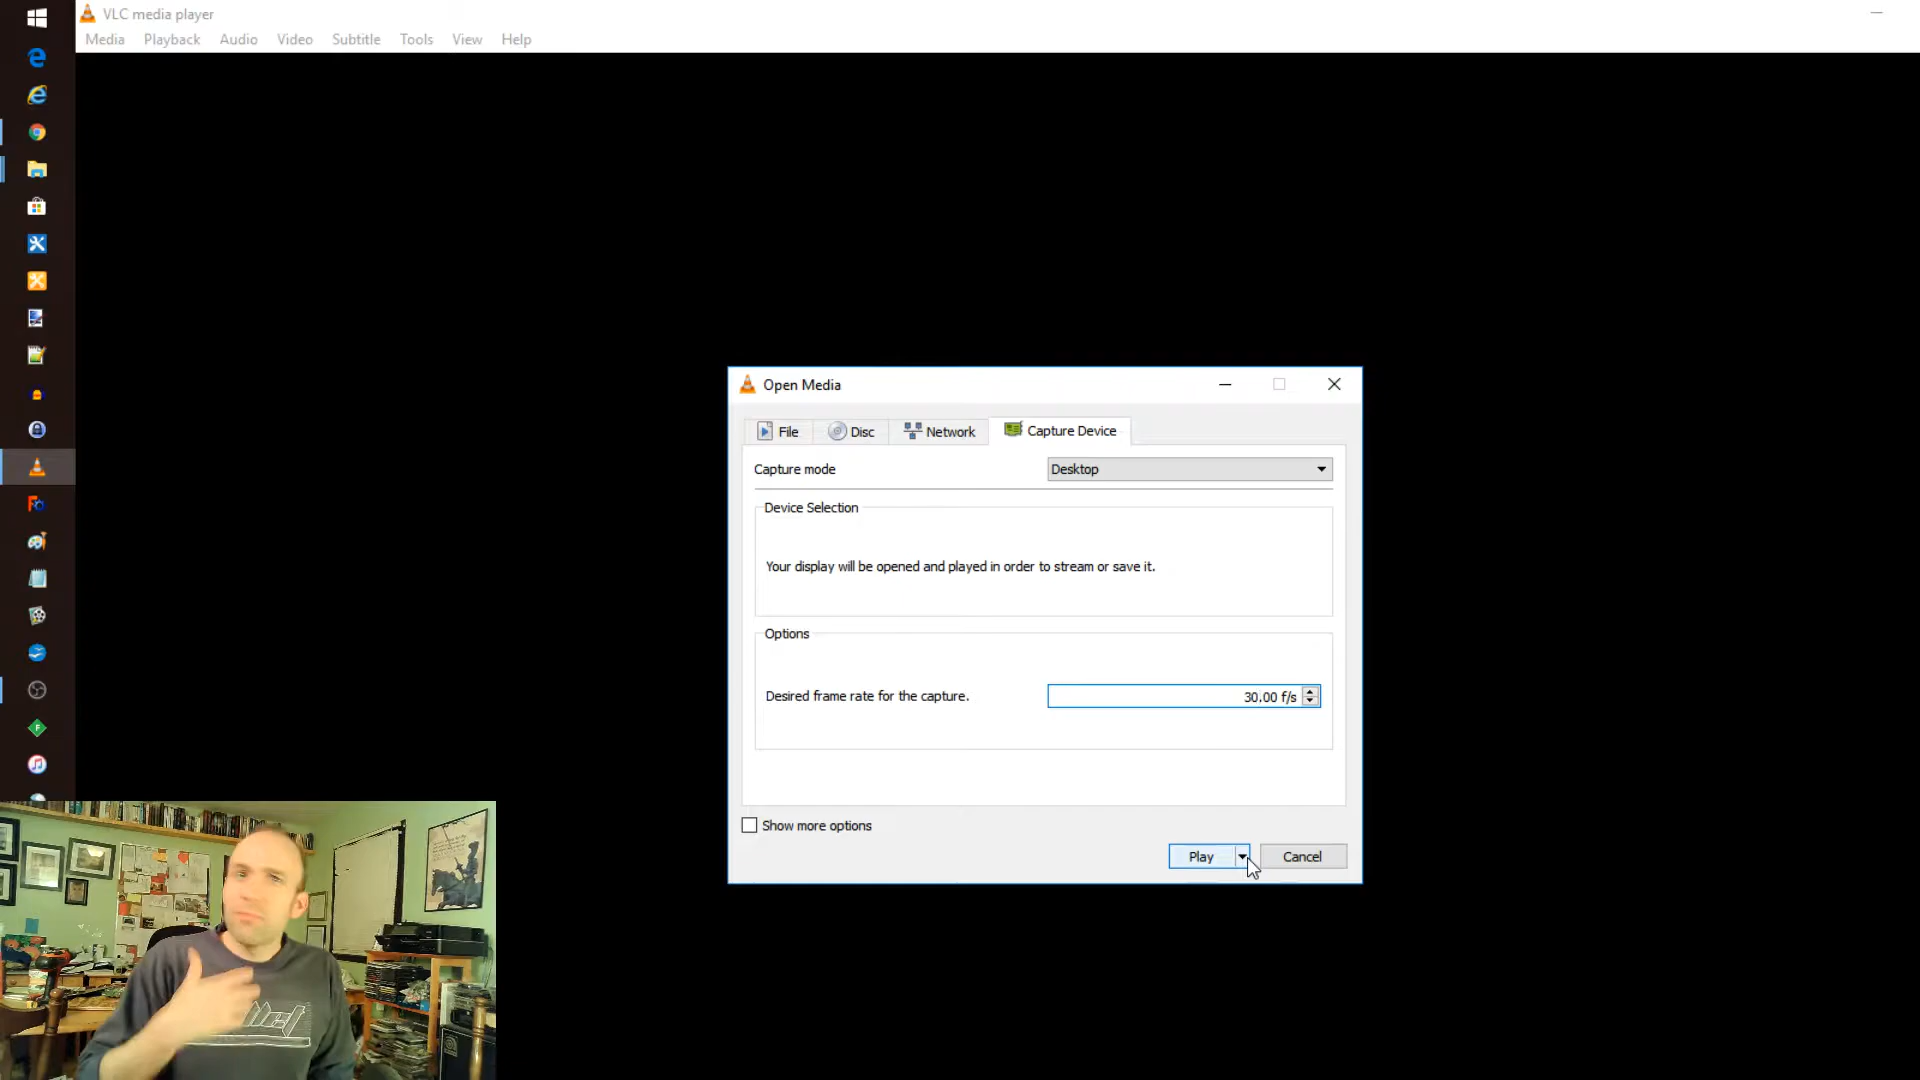 VLC media player
Media Playback Audio Video Subtitle Tools View Help
Open Media
File Disc Network Capture Device
Capture mode Desktop
Device Selection
Your display will be opened and played in order to stream or save it.
Options
Desired frame rate for the capture. 30.00 f/s
Show more options
Play Cancel